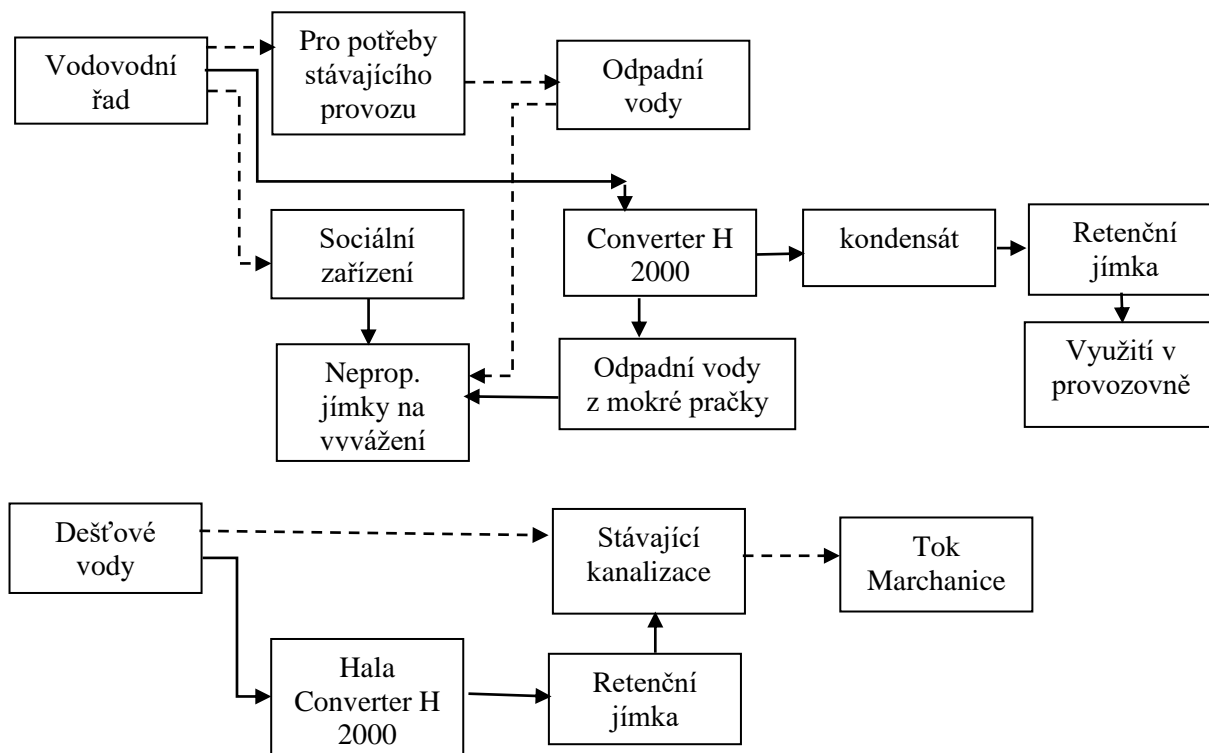 Vodovodní
řad
Pro potřeby
stávajícího
provozu
Odpadní
vody
Sociální
zařízení
Converter H
2000
kondensát
Retenční
jímka
Neprop.
jímky na
vyvážení
Odpadní vody
z mokré pračky
Využití v
provozovně
Dešťové
vody
Stávající
kanalizace
Tok
Marchanice
Hala
Converter H
2000
Retenční
jímka